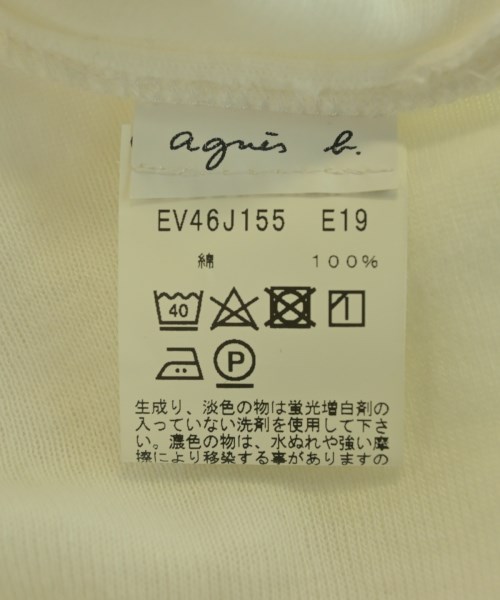 agnès b.
EV46J155 E19
綿 100%
40
P
生成り、淡色の物は蛍光増白剤の
入っていない洗剤を使用して下さ
い。濃色の物は、水ぬれや強い摩
擦により移染する事がありますの